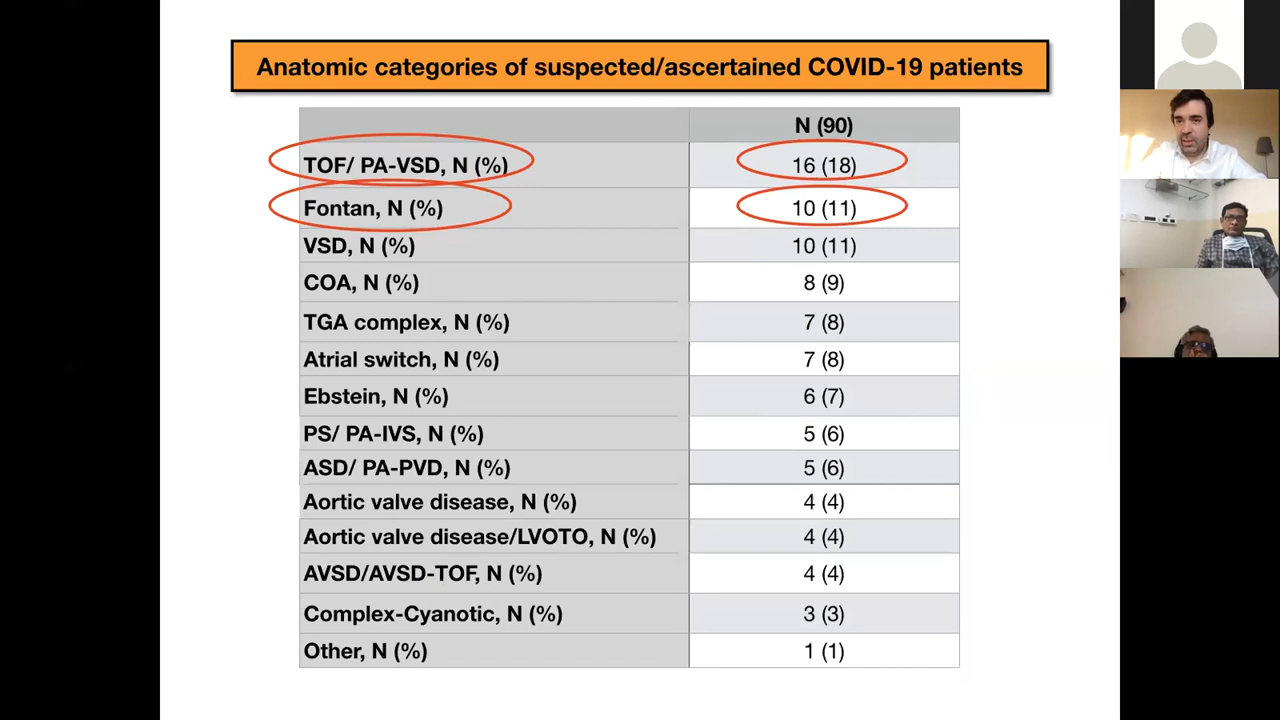 Anatomic categories of suspected/ascertained COVID-19 patients
N (90)
TOF/ PA-VSD, N (%) 16 (18)
Fontan, N (%) 10 (11)
VSD, N (%) 10 (11)
COA, N (%) 8 (9)
TGA complex, N (%) 7 (8)
Atrial switch, N (%) 7 (8)
Ebstein, N (%) 6 (7)
PS/ PA-IVS, N (%) 5 (6)
ASD/ PA-PVD, N (%) 5 (6)
Aortic valve disease, N (%) 4 (4)
Aortic valve disease/LVOTO, N (%) 4 (4)
AVSD/AVSD-TOF, N (%) 4 (4)
Complex-Cyanotic, N (%) 3 (3)
Other, N (%) 1 (1)